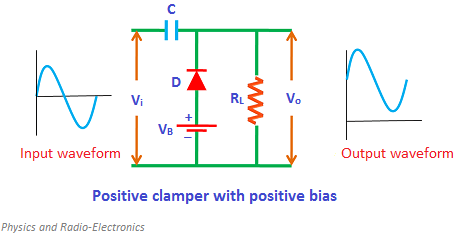 C
D
Vi
RL
Vo
+
VB
−
Input waveform
Output waveform
Positive clamper with positive bias
Physics and Radio-Electronics